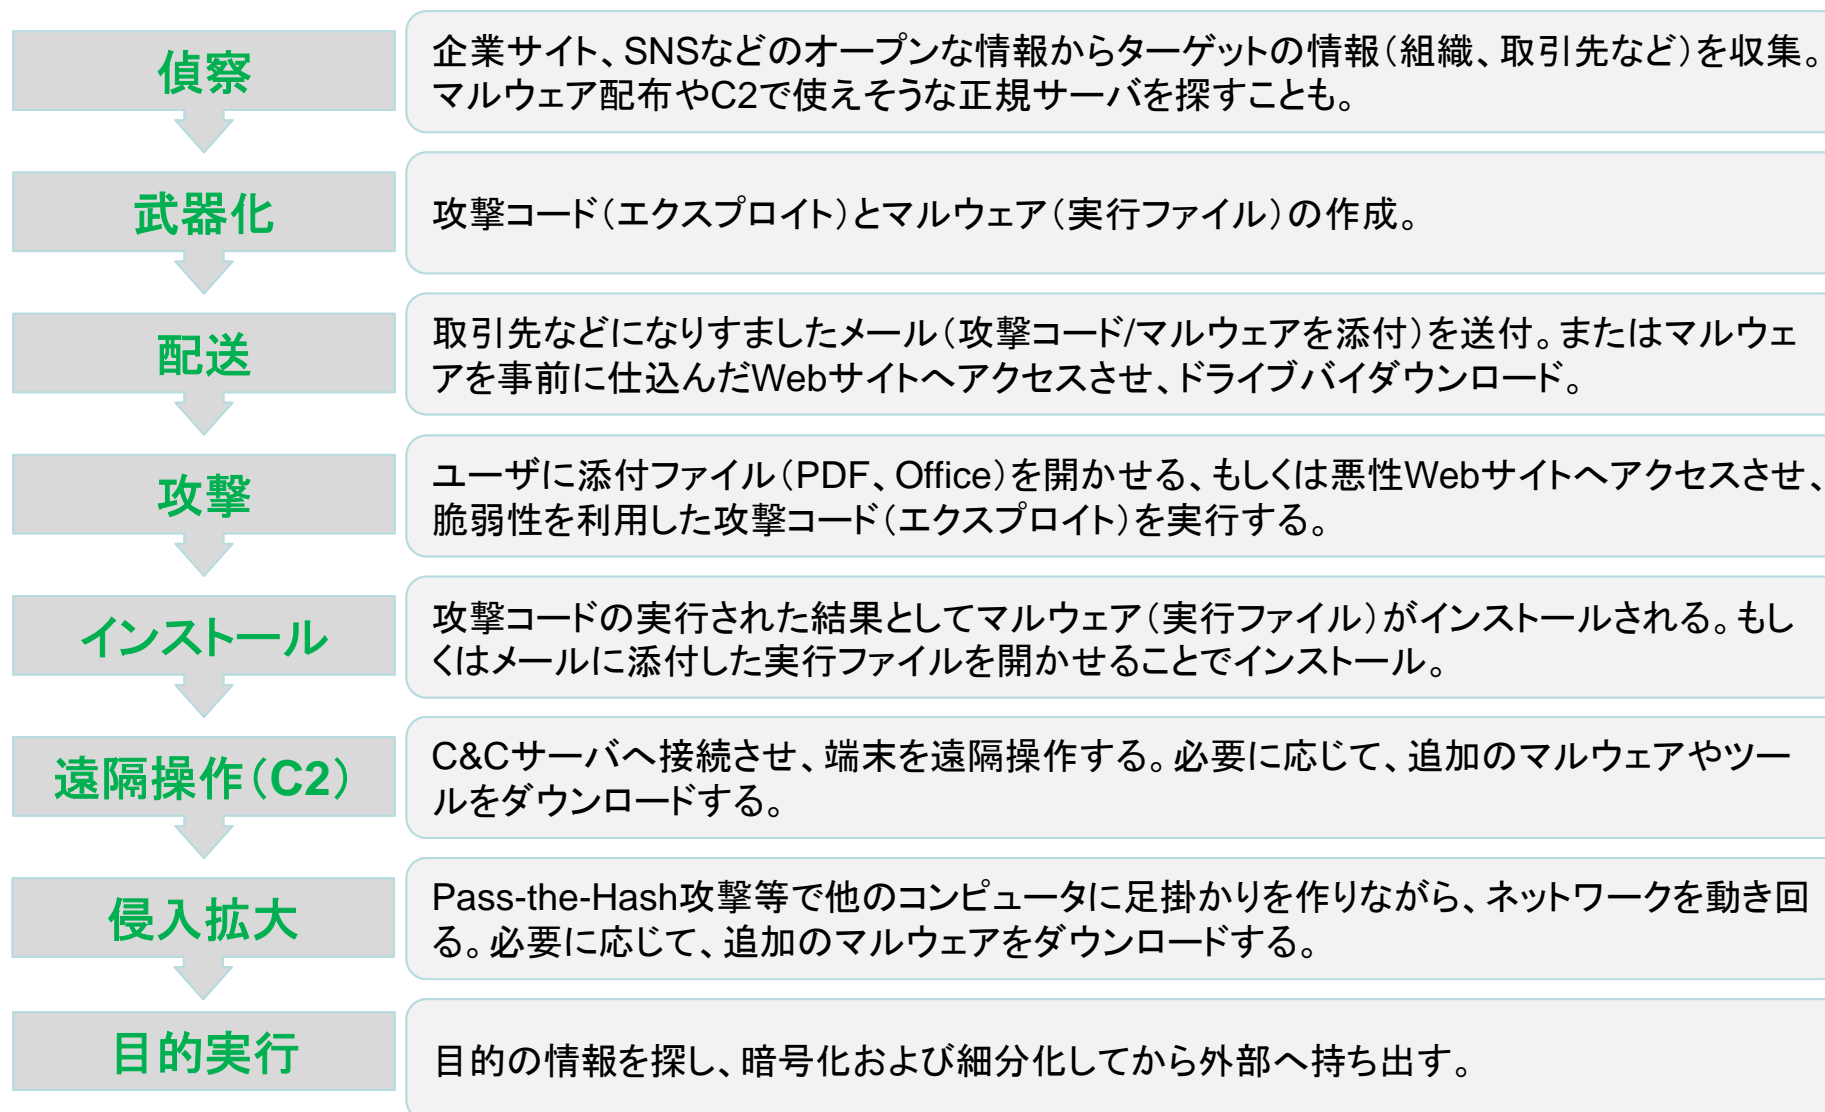 偵察
企業サイト、SNSなどのオープンな情報からターゲットの情報（組織、取引先など）を収集。
マルウェア配布やC2で使えそうな正規サーバを探すことも。
武器化
攻撃コード（エクスプロイト）とマルウェア（実行ファイル）の作成。
配送
取引先などになりすましたメール（攻撃コード/マルウェアを添付）を送付。またはマルウェ
アを事前に仕込んだWebサイトへアクセスさせ、ドライブバイダウンロード。
攻撃
ユーザに添付ファイル（PDF、Office）を開かせる、もしくは悪性Webサイトへアクセスさせ、
脆弱性を利用した攻撃コード（エクスプロイト）を実行する。
インストール
攻撃コードの実行された結果としてマルウェア（実行ファイル）がインストールされる。もし
くはメールに添付した実行ファイルを開かせることでインストール。
遠隔操作（C2）
C&Cサーバへ接続させ、端末を遠隔操作する。必要に応じて、追加のマルウェアやツー
ルをダウンロードする。
侵入拡大
Pass-the-Hash攻撃等で他のコンピュータに足掛かりを作りながら、ネットワークを動き回
る。必要に応じて、追加のマルウェアをダウンロードする。
目的実行
目的の情報を探し、暗号化および細分化してから外部へ持ち出す。